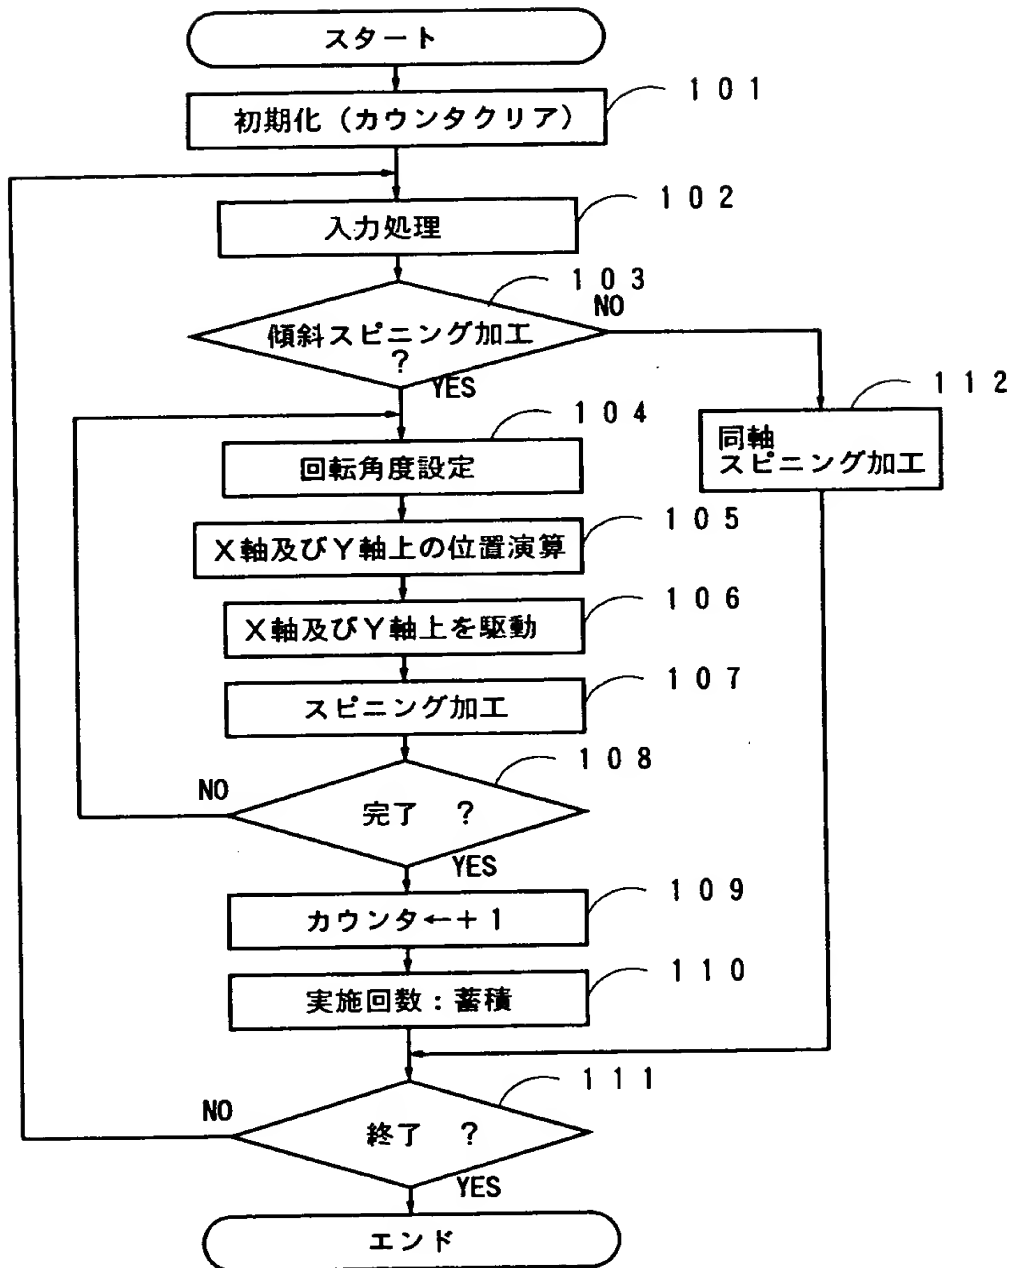 スタート
101
初期化（カウンタクリア）
102
入力処理
103
NO
傾斜スピニング加工
？
YES
112
同軸
スピニング加工
104
回転角度設定
105
X軸及びY軸上の位置演算
106
X軸及びY軸上を駆動
107
スピニング加工
108
NO
完了　？
YES
109
カウンタ←＋１
110
実施回数：蓄積
111
NO
終了　？
YES
エンド